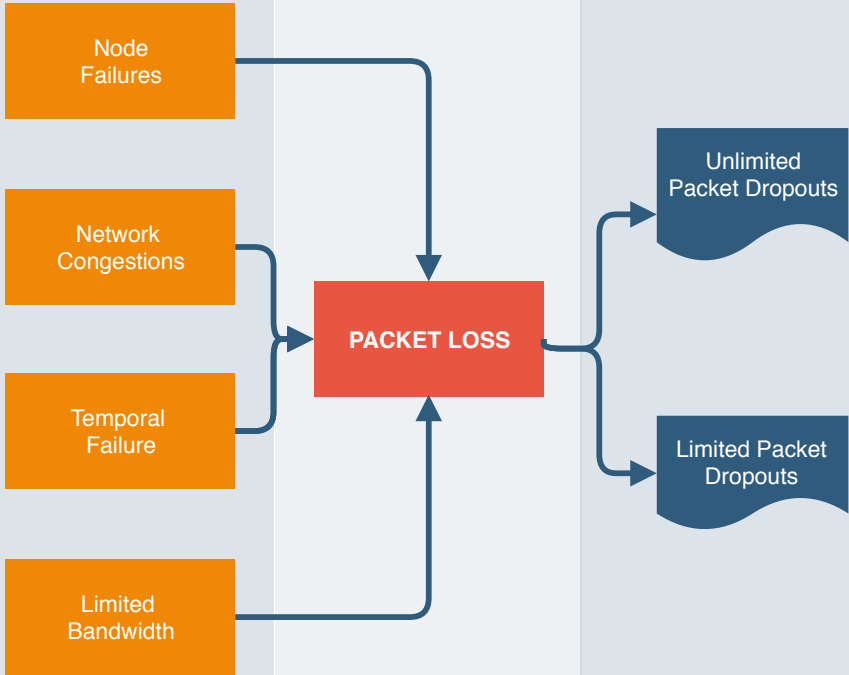 Node
Failures
Network
Congestions
Temporal
Failure
Limited
Bandwidth
PACKET LOSS
Unlimited
Packet Dropouts
Limited Packet
Dropouts